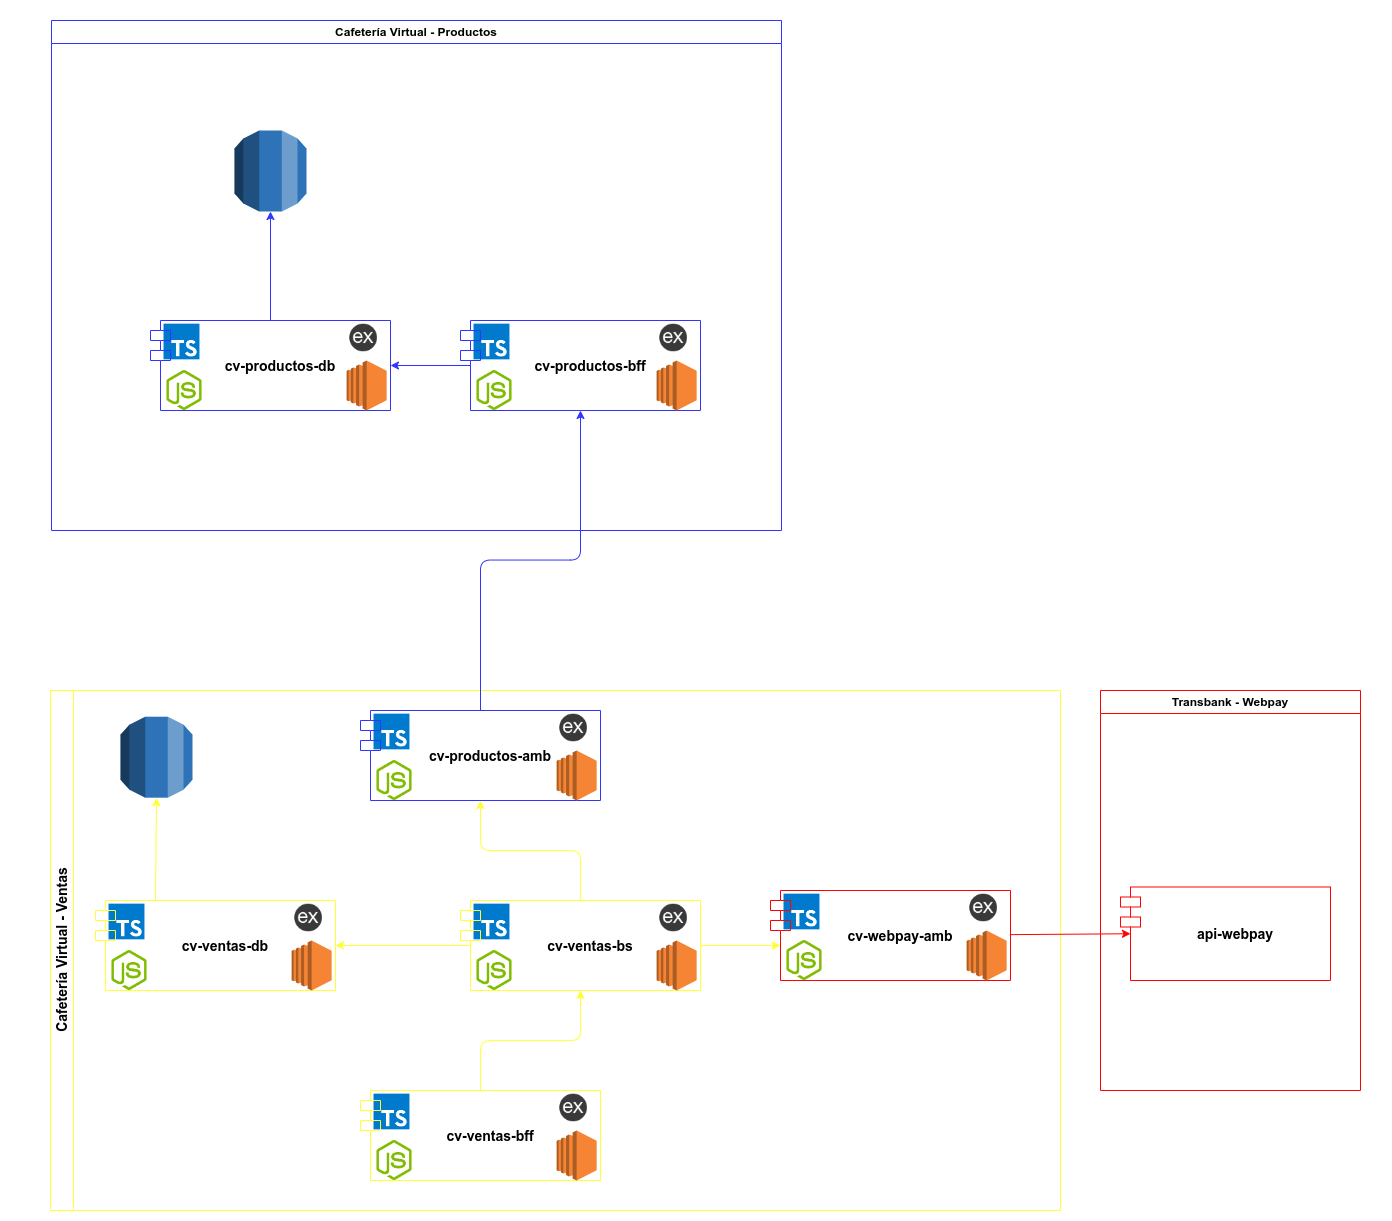 Cafetería Virtual - Productos
TS
ex
cv-productos-db
JS
TS
ex
cv-productos-bff
JS
Cafetería Virtual - Ventas
TS
ex
cv-productos-amb
JS
Transbank - Webpay
TS
ex
cv-ventas-db
JS
TS
ex
cv-ventas-bs
JS
TS
ex
cv-webpay-amb
JS
api-webpay
TS
ex
cv-ventas-bff
JS